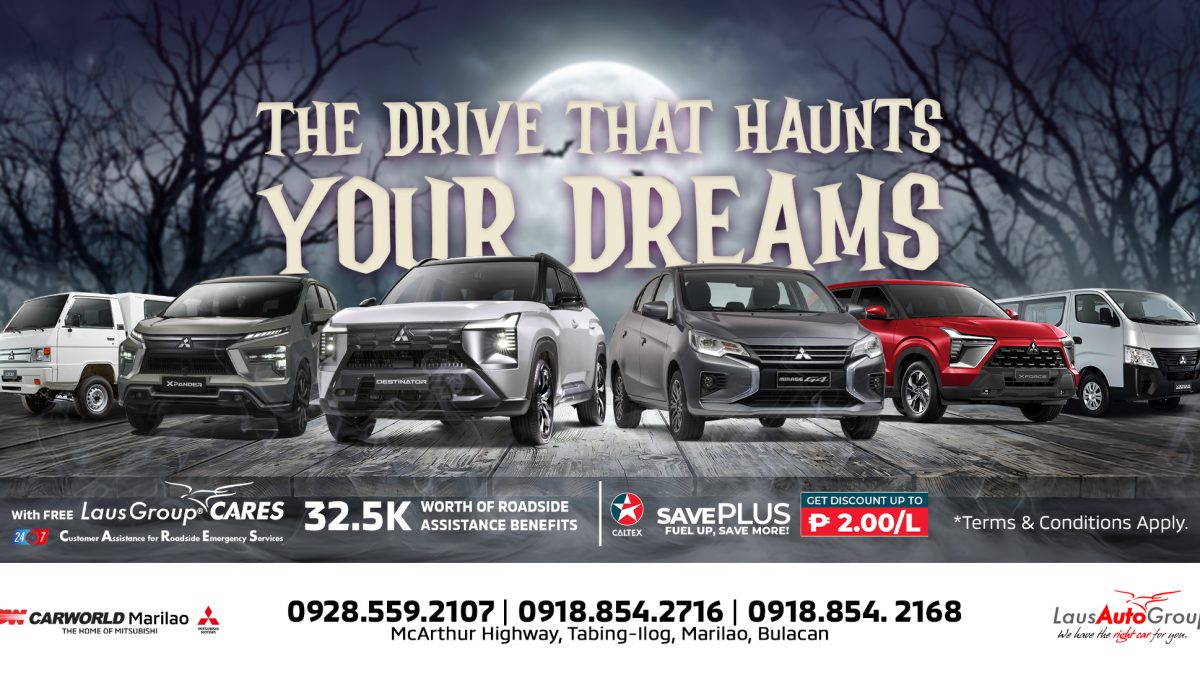 THE DRIVE THAT HAUNTS
YOUR DREAMS
XPANDER
DESTINATOR
MIRAGE G4
XFORCE
With FREE LausGroup® CARES
24 7 Customer Assistance for Roadside Emergency Services
32.5K WORTH OF ROADSIDE
ASSISTANCE BENEFITS
CALTEX
SAVEPLUS
FUEL UP, SAVE MORE!
GET DISCOUNT UP TO
₱ 2.00/L
*Terms & Conditions Apply.
CARWORLD Marilao
THE HOME OF MITSUBISHI
MITSUBISHI
MOTORS
0928.559.2107 | 0918.854.2716 | 0918.854. 2168
McArthur Highway, Tabing-Ilog, Marilao, Bulacan
LausAutoGroup
We have the right car for you.